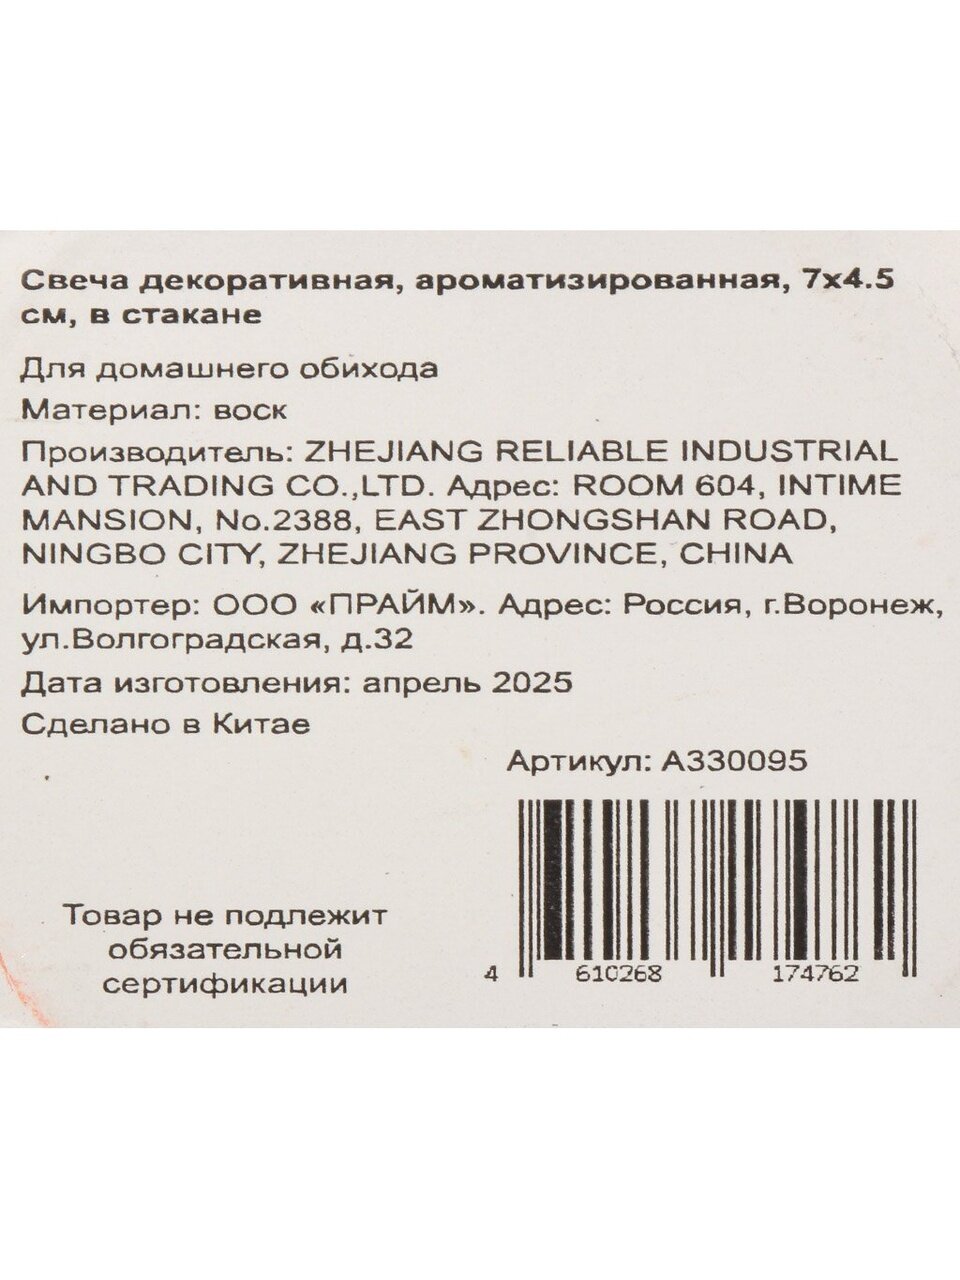 Свеча декоративная, ароматизированная, 7х4.5
см, в стакане
Для домашнего обихода
Материал: воск
Производитель: ZHEJIANG RELIABLE INDUSTRIAL
AND TRADING CO.,LTD. Адрес: ROOM 604, INTIME
MANSION, No.2388, EAST ZHONGSHAN ROAD,
NINGBO CITY, ZHEJIANG PROVINCE, CHINA
Импортер: ООО «ПРАЙМ». Адрес: Россия, г.Воронеж,
ул.Волгоградская, д.32
Дата изготовления: апрель 2025
Сделано в Китае
Артикул: А330095
Товар не подлежит
обязательной
сертификации
4 610268 174762